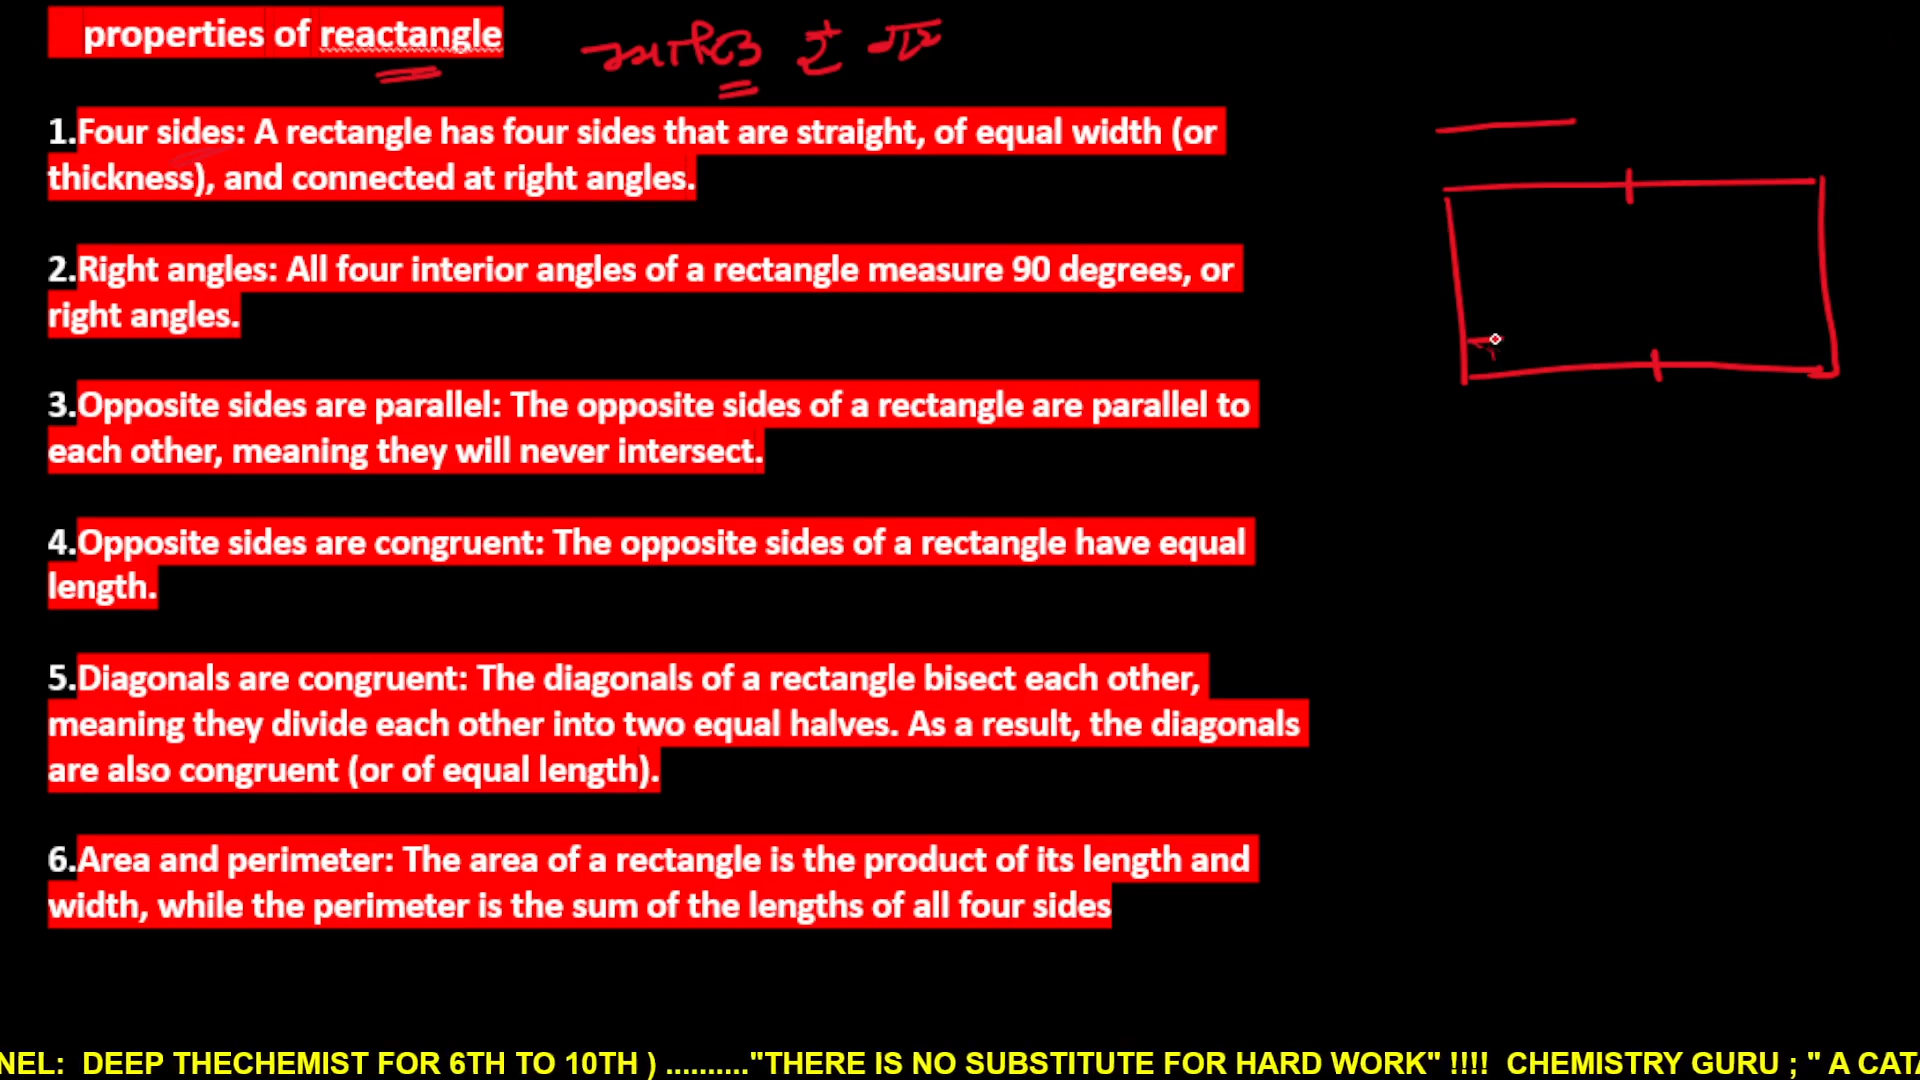 properties of reactangle
1.Four sides: A rectangle has four sides that are straight, of equal width (or
thickness), and connected at right angles.
2.Right angles: All four interior angles of a rectangle measure 90 degrees, or
right angles.
3.Opposite sides are parallel: The opposite sides of a rectangle are parallel to
each other, meaning they will never intersect.
4.Opposite sides are congruent: The opposite sides of a rectangle have equal
length.
5.Diagonals are congruent: The diagonals of a rectangle bisect each other,
meaning they divide each other into two equal halves. As a result, the diagonals
are also congruent (or of equal length).
6.Area and perimeter: The area of a rectangle is the product of its length and
width, while the perimeter is the sum of the lengths of all four sides
NEL: DEEP THECHEMIST FOR 6TH TO 10TH ) .........."THERE IS NO SUBSTITUTE FOR HARD WORK" !!!! CHEMISTRY GURU ; " A CATA